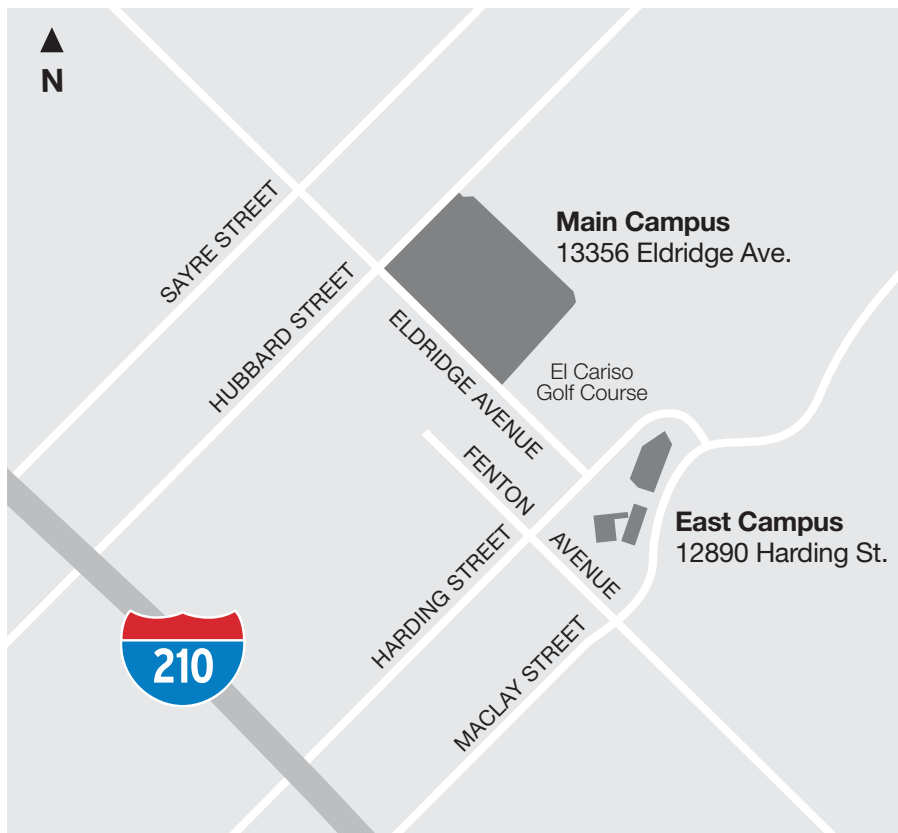 N
SAYRE STREET
HUBBARD STREET
Main Campus
13356 Eldridge Ave.
ELDRIDGE AVENUE
El Cariso
Golf Course
FENTON
AVENUE
East Campus
12890 Harding St.
HARDING STREET
MACLAY STREET
210